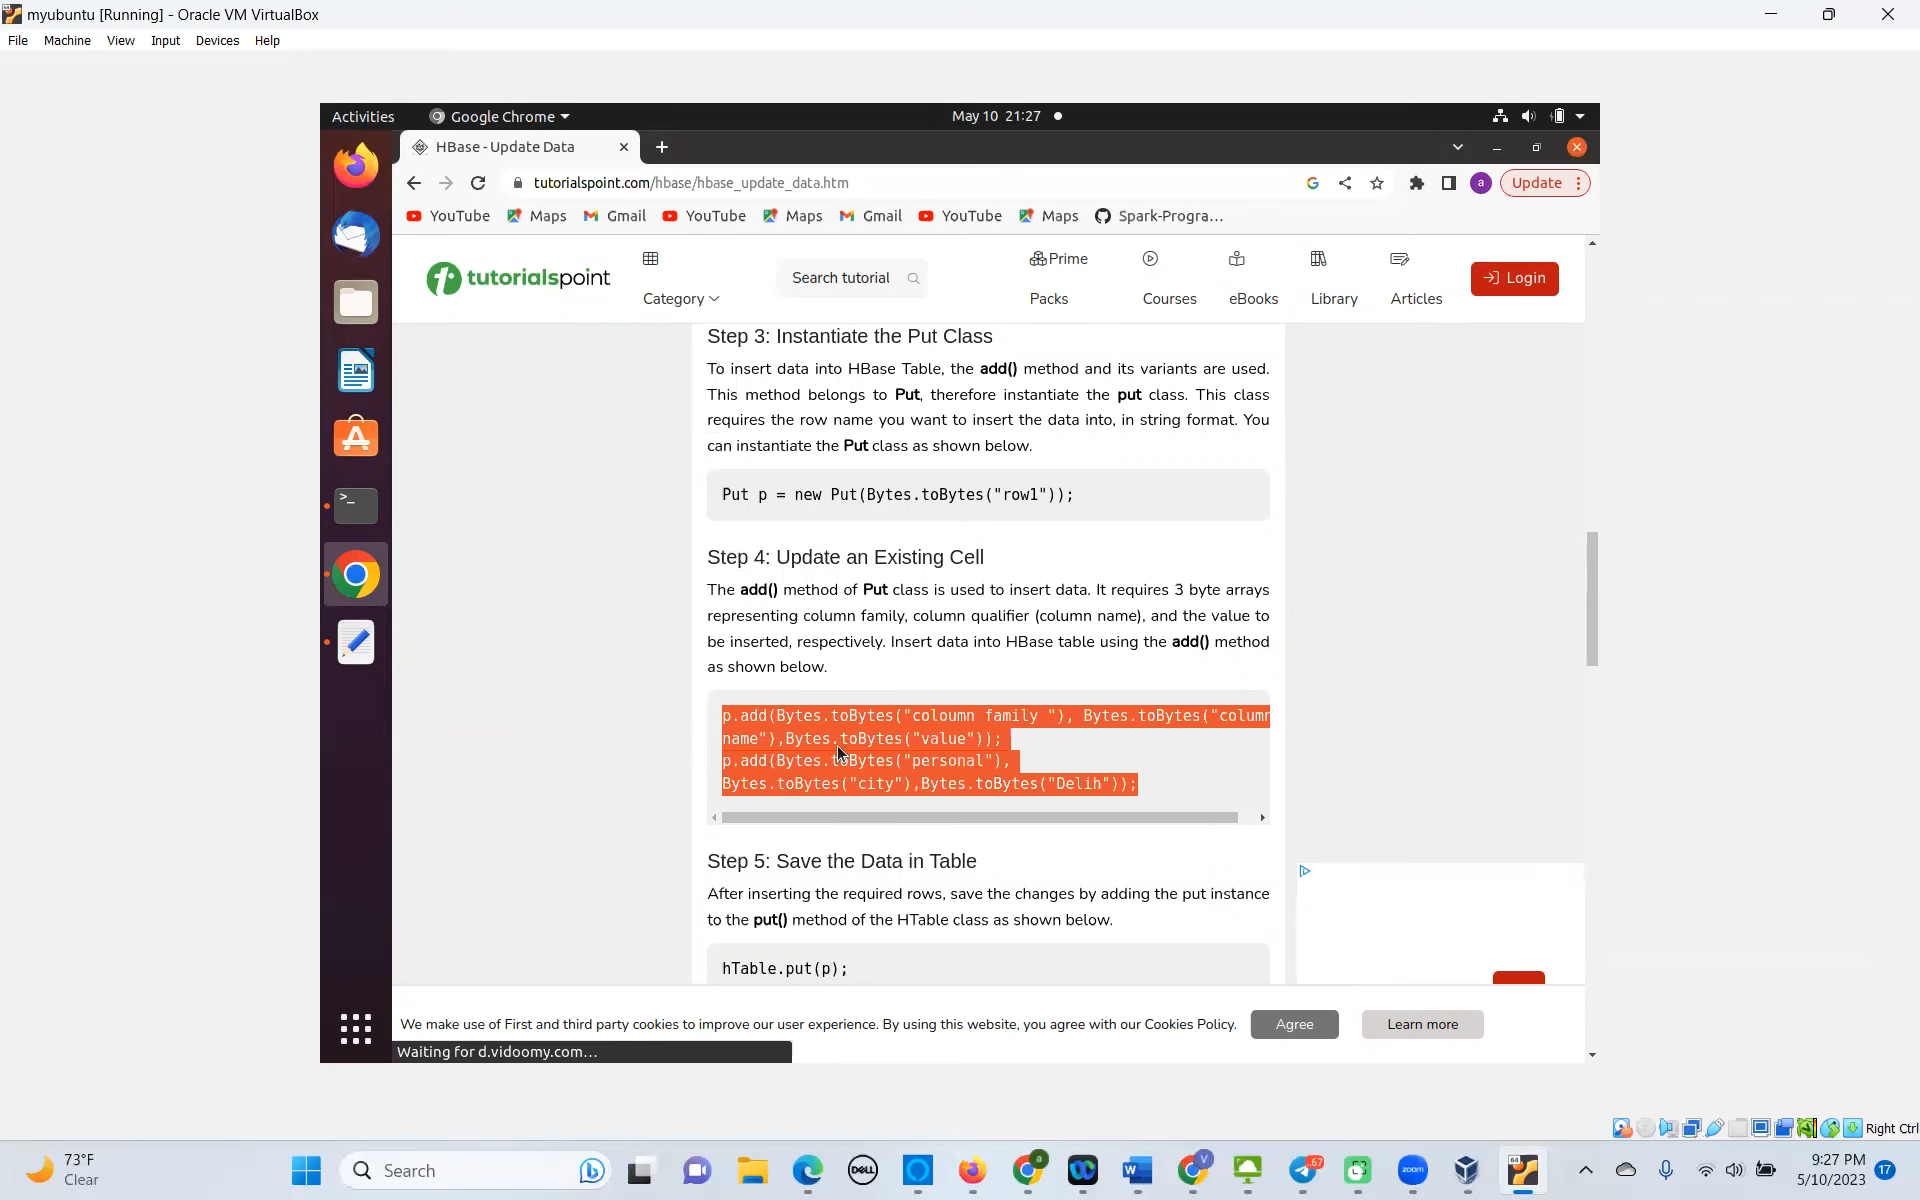 myubuntu [Running] - Oracle VM VirtualBox
File Machine View Input Devices Help
Activities Google Chrome May 10 21:27
HBase - Update Data
tutorialspoint.com/hbase/hbase_update_data.htm Update
YouTube Maps Gmail YouTube Maps Gmail YouTube Maps Spark-Progra...
tutorialspoint Category Search tutorial Prime Packs Courses eBooks Library Articles Login
Step 3: Instantiate the Put Class
To insert data into HBase Table, the add() method and its variants are used.
This method belongs to Put, therefore instantiate the put class. This class
requires the row name you want to insert the data into, in string format. You
can instantiate the Put class as shown below.
Put p = new Put(Bytes.toBytes("row1"));
Step 4: Update an Existing Cell
The add() method of Put class is used to insert data. It requires 3 byte arrays
representing column family, column qualifier (column name), and the value to
be inserted, respectively. Insert data into HBase table using the add() method
as shown below.
p.add(Bytes.toBytes("coloumn family "), Bytes.toBytes("column
name"),Bytes.toBytes("value"));
p.add(Bytes.toBytes("personal"),
Bytes.toBytes("city"),Bytes.toBytes("Delih"));
Step 5: Save the Data in Table
After inserting the required rows, save the changes by adding the put instance
to the put() method of the HTable class as shown below.
hTable.put(p);
We make use of First and third party cookies to improve our user experience. By using this website, you agree with our Cookies Policy. Agree Learn more
Waiting for d.vidoomy.com...
Right Ctrl
73°F
Clear
Search
DELL
zoom
9:27 PM
5/10/2023
17